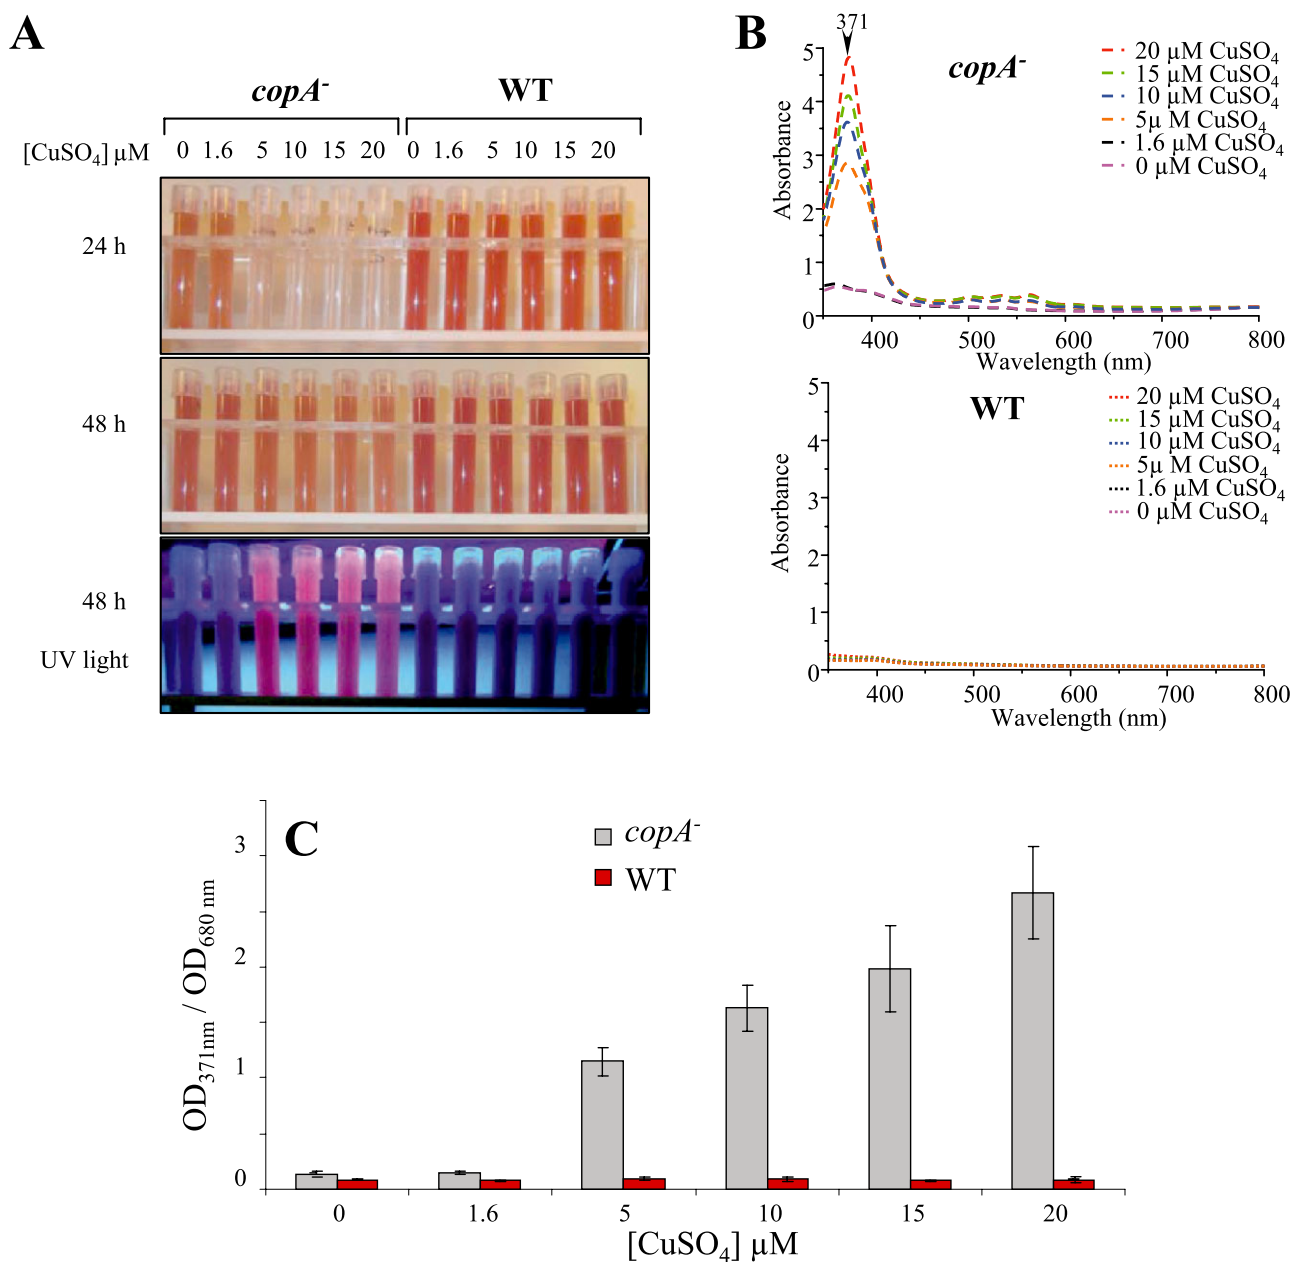 A
copA-
WT
[CuSO4] µM
0 1.6 5 10 15 20 0 1.6 5 10 15 20
24 h
48 h
48 h
UV light
B
371
copA-
Absorbance
5
4
3
2
1
0
400 500 600 700 800
Wavelength (nm)
20 µM CuSO4
15 µM CuSO4
10 µM CuSO4
5µ M CuSO4
1.6 µM CuSO4
0 µM CuSO4
WT
Absorbance
5
4
3
2
1
0
400 500 600 700 800
Wavelength (nm)
20 µM CuSO4
15 µM CuSO4
10 µM CuSO4
5µ M CuSO4
1.6 µM CuSO4
0 µM CuSO4
C
copA-
WT
OD371nm / OD680 nm
3
2
1
0
0 1.6 5 10 15 20
[CuSO4] µM